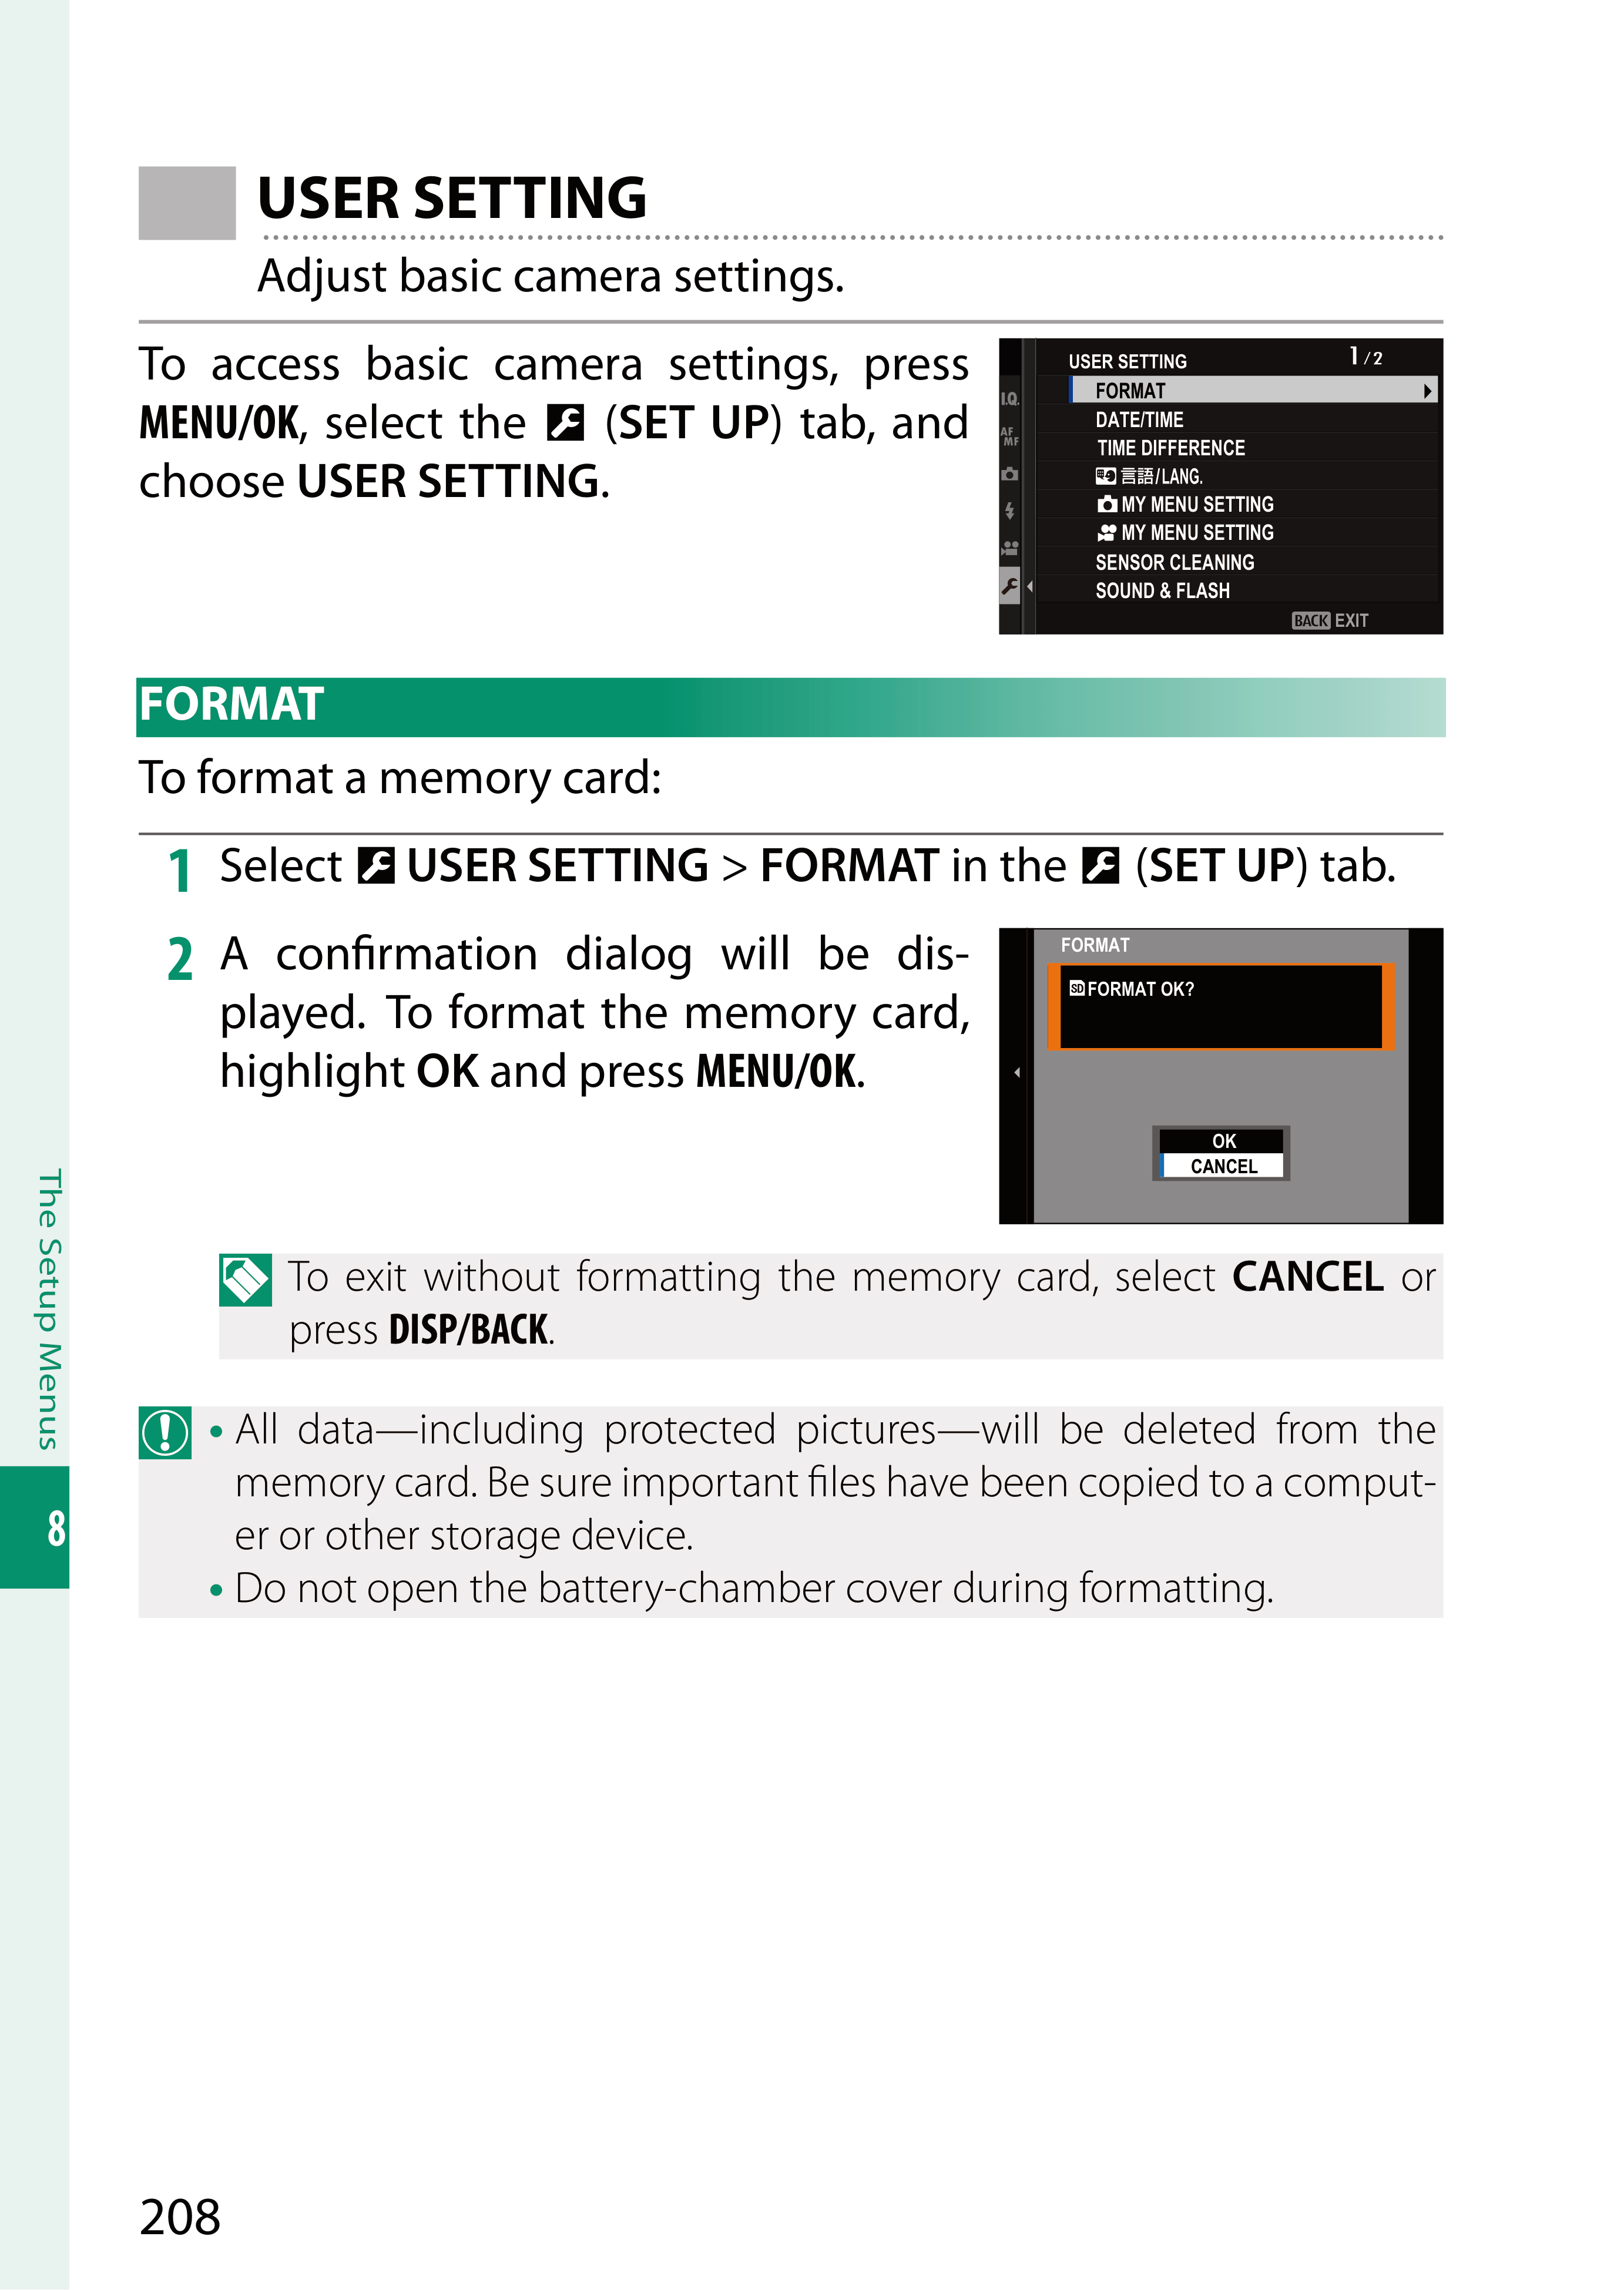 USER SETTING
Adjust basic camera settings.
To access basic camera settings, press
MENU/OK, select the (SET UP) tab, and
choose USER SETTING.
USER SETTING 1/2
FORMAT
DATE/TIME
TIME DIFFERENCE
言語/LANG.
MY MENU SETTING
MY MENU SETTING
SENSOR CLEANING
SOUND & FLASH
I.Q.
AF
MF
BACK EXIT
FORMAT
To format a memory card:
1 Select USER SETTING > FORMAT in the (SET UP) tab.
2 A confirmation dialog will be dis-
played. To format the memory card,
highlight OK and press MENU/OK.
FORMAT
SD FORMAT OK?
OK
CANCEL
To exit without formatting the memory card, select CANCEL or
press DISP/BACK.
• All data—including protected pictures—will be deleted from the
memory card. Be sure important files have been copied to a comput-
er or other storage device.
• Do not open the battery-chamber cover during formatting.
The Setup Menus
8
208